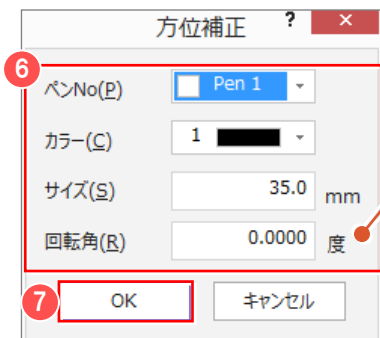 方位補正 ? ×
6
ペンNo(P) Pen 1
カラー(C) 1
サイズ(S) 35.0 mm
回転角(R) 0.0000 度
7 OK キャンセル